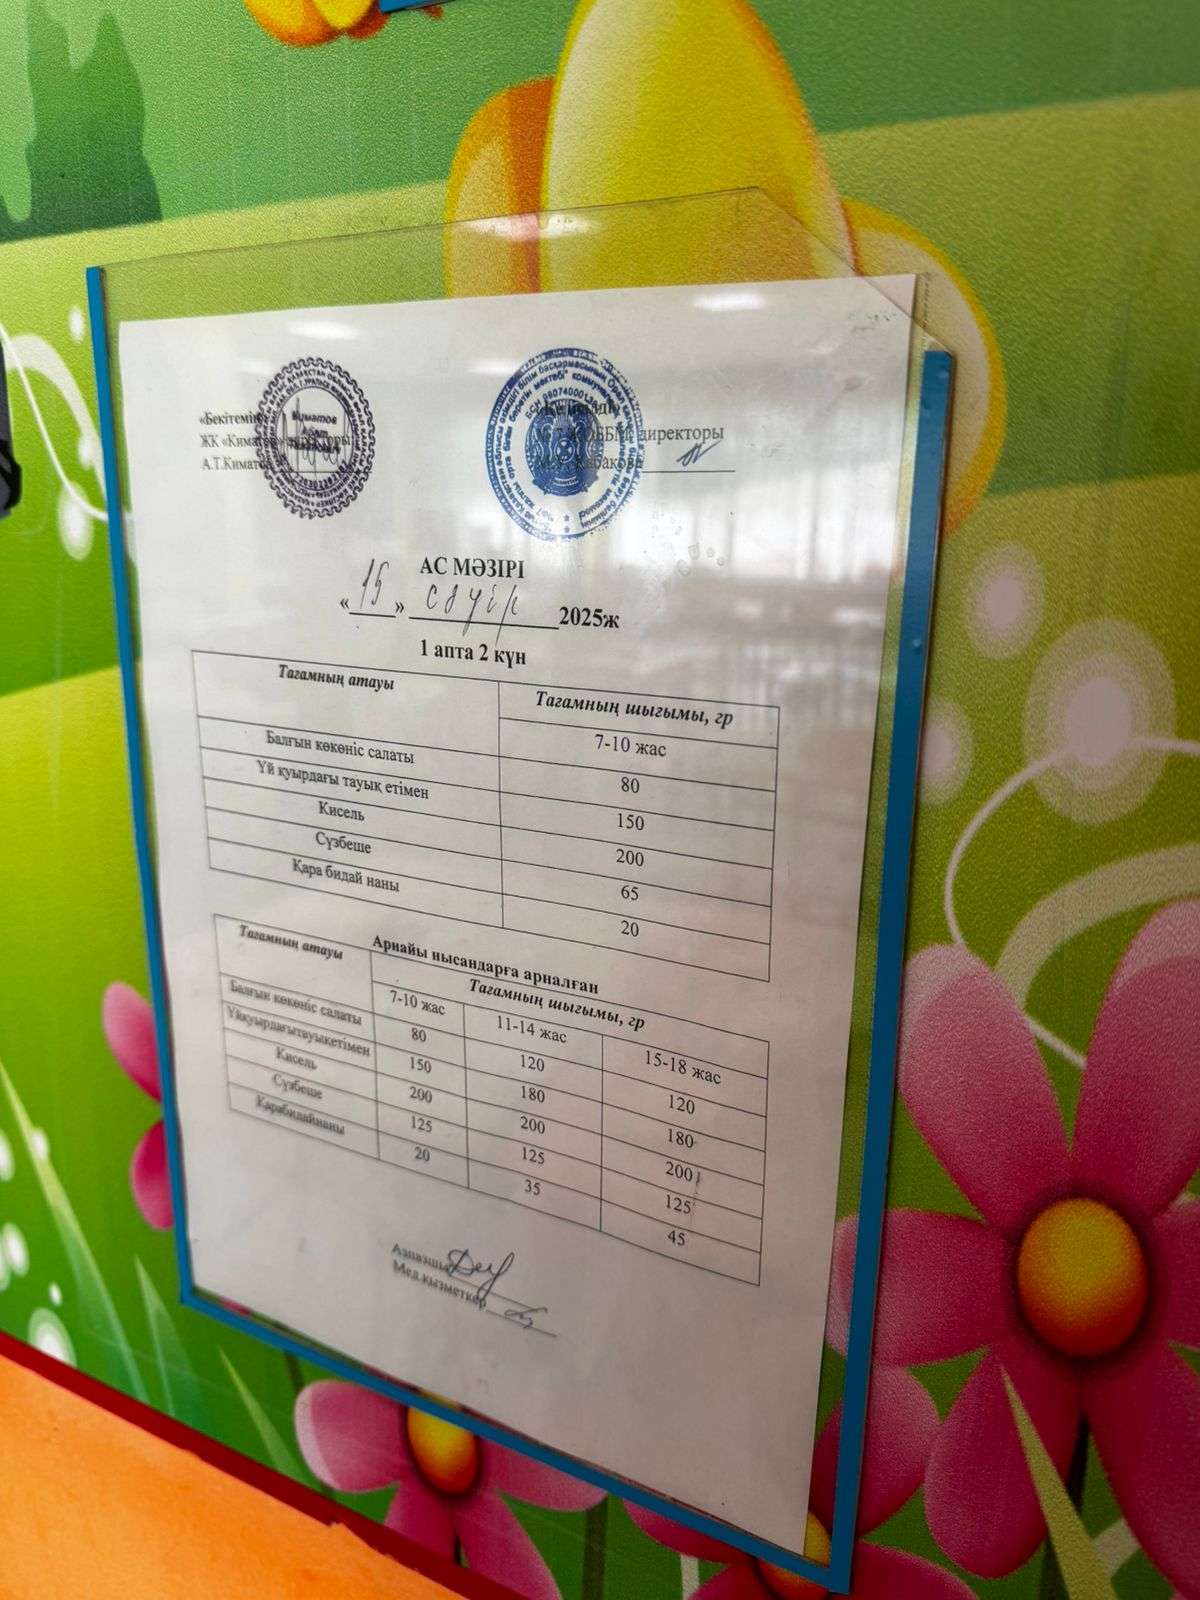 «Бекітемін»
ЖК «Киматов» директоры
А.Т.Киматов
Келісілді
директоры
АС МӘЗІРІ
«15» сәуір 2025ж
1 апта 2 күн
Тағамның атауы Тағамның шығымы, гр
7-10 жас
Балғын көкөніс салаты 80
Үй қуырдағы тауық етімен 150
Кисель 200
Сүзбеше 65
Қара бидай наны 20
Арнайы нысандарға арналған
Тағамның атауы Тағамның шығымы, гр
7-10 жас 11-14 жас 15-18 жас
Балғын көкөніс салаты 80 120 120
Үйқуырдағытауықетімен 150 180 180
Кисель 200 200 200
Сүзбеше 125 125 125
Қарабидайнаны 20 35 45
Аспазшы
Мед.қызметкер